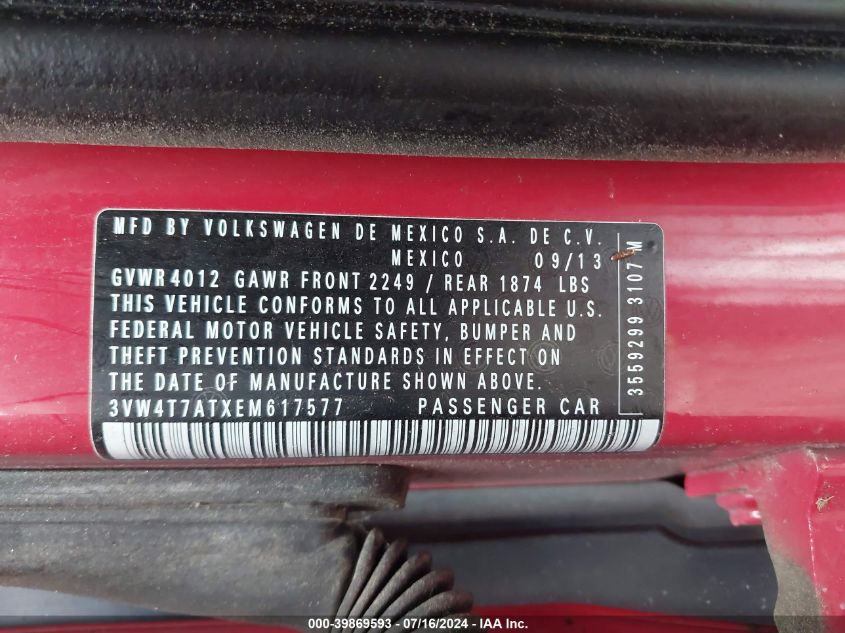 MFD BY VOLKSWAGEN DE MEXICO S.A. DE C.V.
MEXICO 09/13
GVWR 4012 GAWR FRONT 2249 / REAR 1874 LBS
THIS VEHICLE CONFORMS TO ALL APPLICABLE U.S.
FEDERAL MOTOR VEHICLE SAFETY, BUMPER AND
THEFT PREVENTION STANDARDS IN EFFECT ON
THE DATE OF MANUFACTURE SHOWN ABOVE.
3VW4T7ATXEM617577 PASSENGER CAR
3559299 3107 M
000-39869593 - 07/16/2024 - IAA Inc.